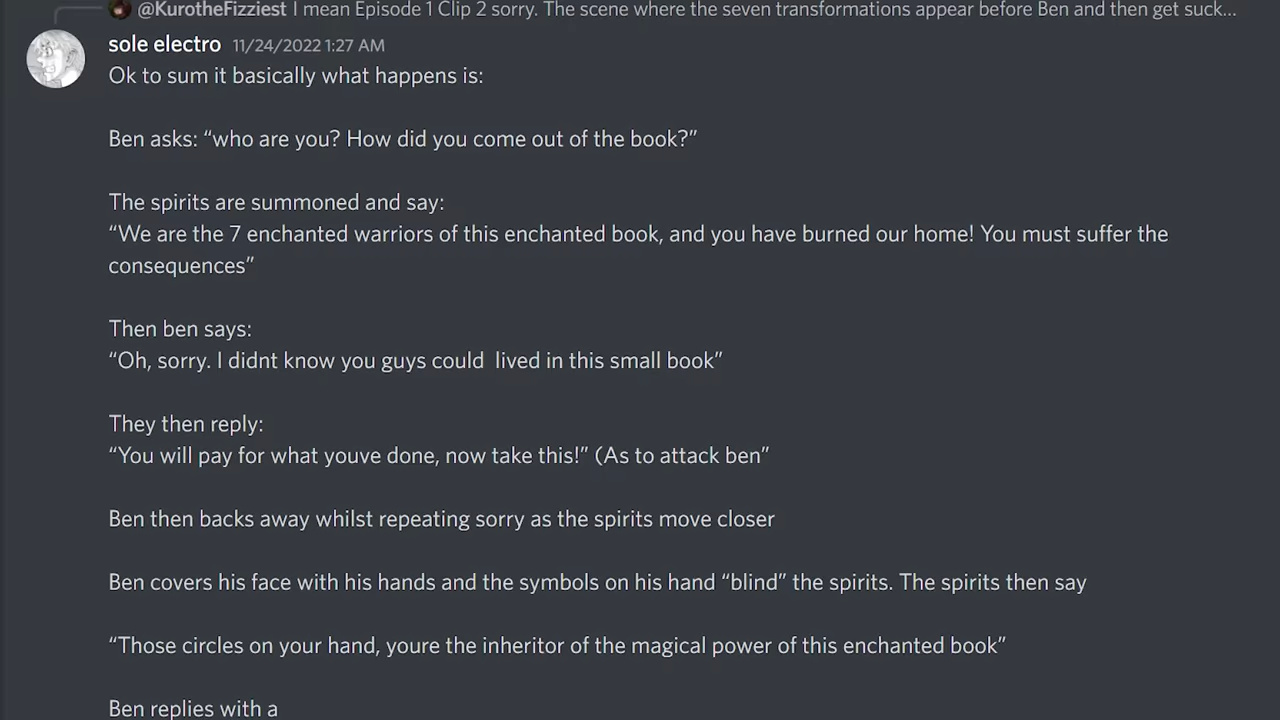 @KurotheFizziest I mean Episode 1 Clip 2 sorry. The scene where the seven transformations appear before Ben and then get suck...
sole electro 11/24/2022 1:27 AM
Ok to sum it basically what happens is:
Ben asks: “who are you? How did you come out of the book?”
The spirits are summoned and say:
“We are the 7 enchanted warriors of this enchanted book, and you have burned our home! You must suffer the
consequences”
Then ben says:
“Oh, sorry. I didnt know you guys could  lived in this small book”
They then reply:
“You will pay for what youve done, now take this!” (As to attack ben”
Ben then backs away whilst repeating sorry as the spirits move closer
Ben covers his face with his hands and the symbols on his hand “blind” the spirits. The spirits then say
“Those circles on your hand, youre the inheritor of the magical power of this enchanted book”
Ben replies with a